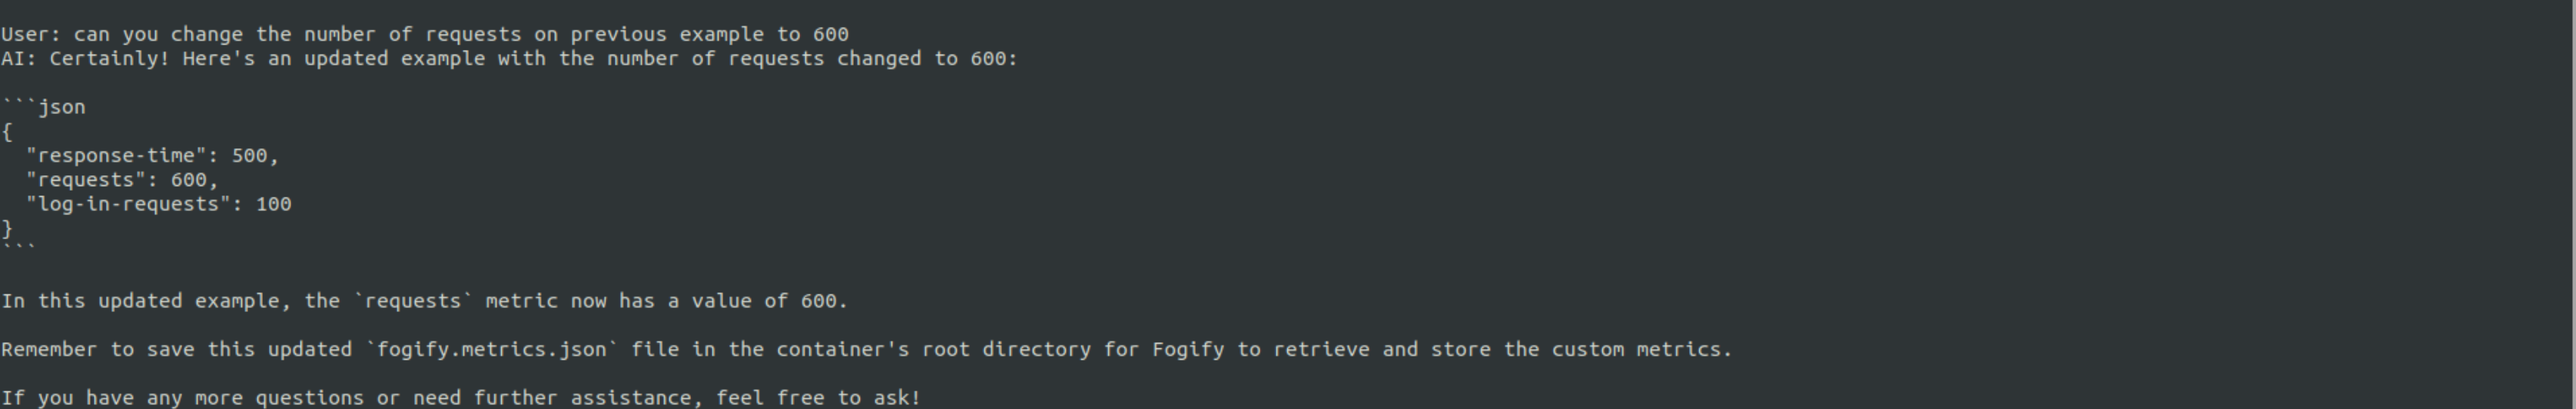 User: can you change the number of requests on previous example to 600
AI: Certainly! Here's an updated example with the number of requests changed to 600:
```json
{
  "response-time": 500,
  "requests": 600,
  "log-in-requests": 100
}
```
In this updated example, the `requests` metric now has a value of 600.
Remember to save this updated `fogify.metrics.json` file in the container's root directory for Fogify to retrieve and store the custom metrics.
If you have any more questions or need further assistance, feel free to ask!